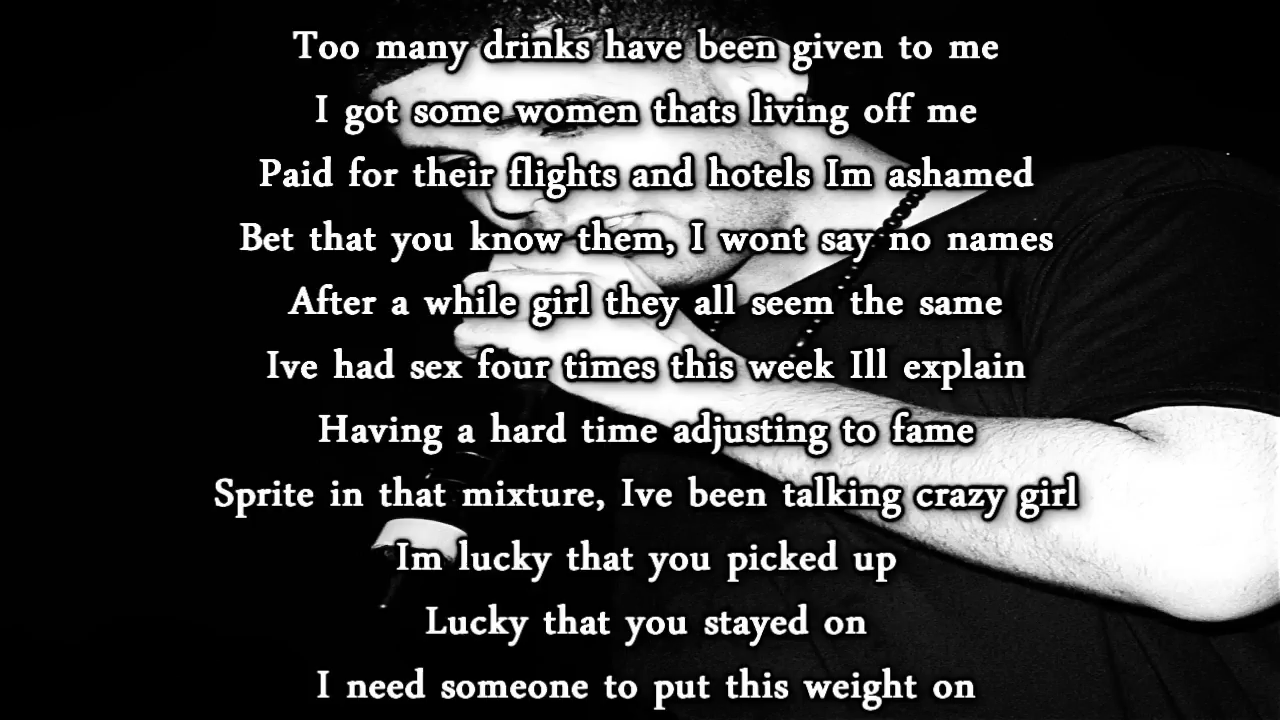 Too many drinks have been given to me
I got some women thats living off me
Paid for their flights and hotels Im ashamed
Bet that you know them, I wont say no names
After a while girl they all seem the same
Ive had sex four times this week Ill explain
Having a hard time adjusting to fame
Sprite in that mixture, Ive been talking crazy girl
Im lucky that you picked up
Lucky that you stayed on
I need someone to put this weight on